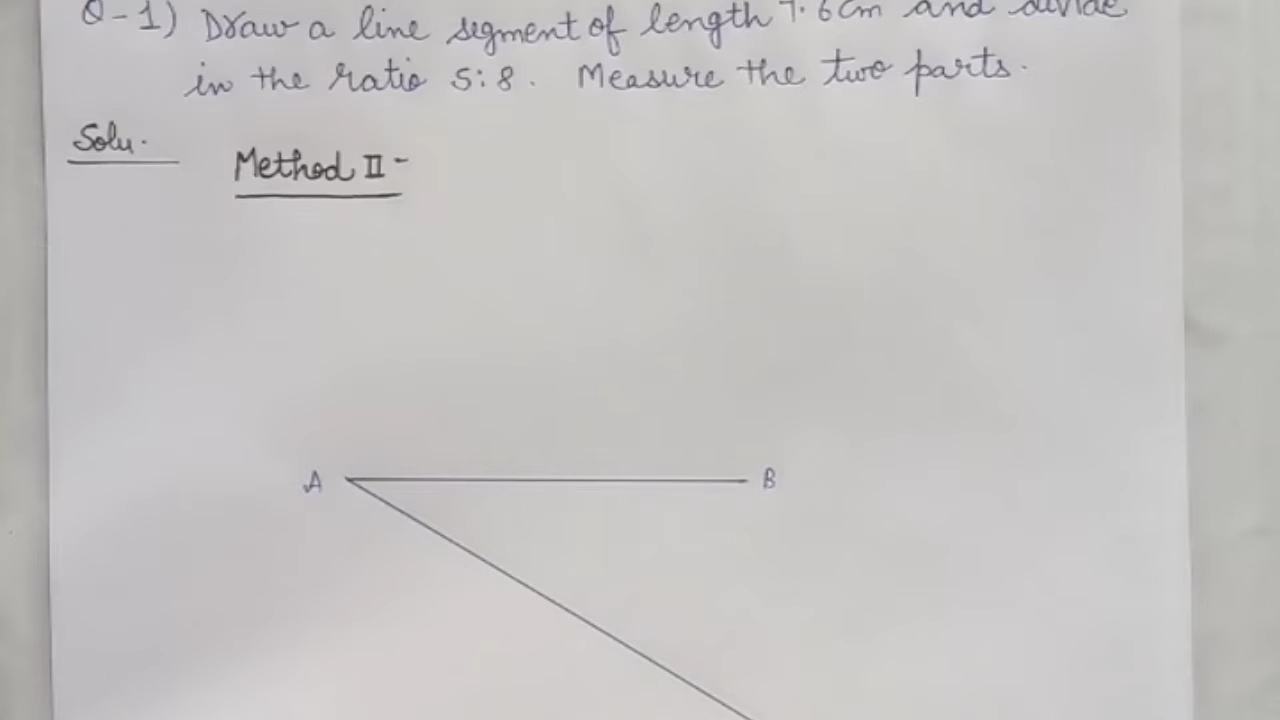 Q-1) Draw a line segment of length 7.6cm and divide
in the ratio 5:8. Measure the two parts.
Solu.
Method II-
A
B